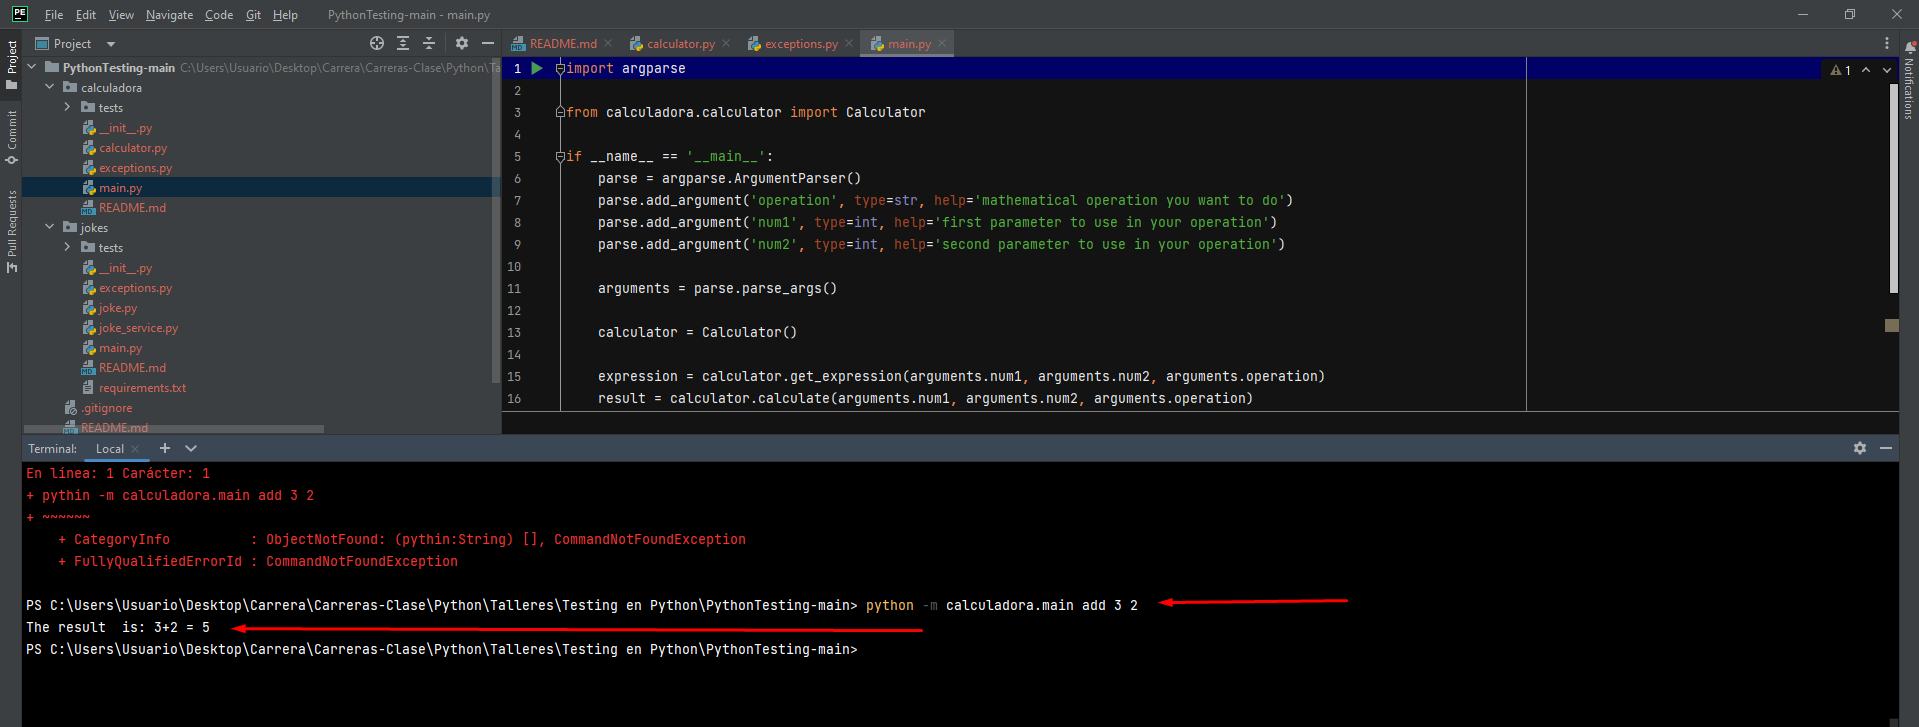 PE File Edit View Navigate Code Git Help PythonTesting-main - main.py
Project
README.md calculator.py exceptions.py main.py
Project
Commit
Pull Requests
Notifications
PythonTesting-main C:\Users\Usuario\Desktop\Carrera\Carreras-Clase\Python\Ta
calculadora
tests
__init__.py
calculator.py
exceptions.py
main.py
README.md
jokes
tests
__init__.py
exceptions.py
joke.py
joke_service.py
main.py
README.md
requirements.txt
.gitignore
README.md
1 import argparse
2
3 from calculadora.calculator import Calculator
4
5 if __name__ == '__main__':
6 parse = argparse.ArgumentParser()
7 parse.add_argument('operation', type=str, help='mathematical operation you want to do')
8 parse.add_argument('num1', type=int, help='first parameter to use in your operation')
9 parse.add_argument('num2', type=int, help='second parameter to use in your operation')
10
11 arguments = parse.parse_args()
12
13 calculator = Calculator()
14
15 expression = calculator.get_expression(arguments.num1, arguments.num2, arguments.operation)
16 result = calculator.calculate(arguments.num1, arguments.num2, arguments.operation)
1
Terminal: Local
En línea: 1 Carácter: 1
+ pythin -m calculadora.main add 3 2
+ ~~~~~~
+ CategoryInfo : ObjectNotFound: (pythin:String) [], CommandNotFoundException
+ FullyQualifiedErrorId : CommandNotFoundException
PS C:\Users\Usuario\Desktop\Carrera\Carreras-Clase\Python\Talleres\Testing en Python\PythonTesting-main> python -m calculadora.main add 3 2
The result  is: 3+2 = 5
PS C:\Users\Usuario\Desktop\Carrera\Carreras-Clase\Python\Talleres\Testing en Python\PythonTesting-main>